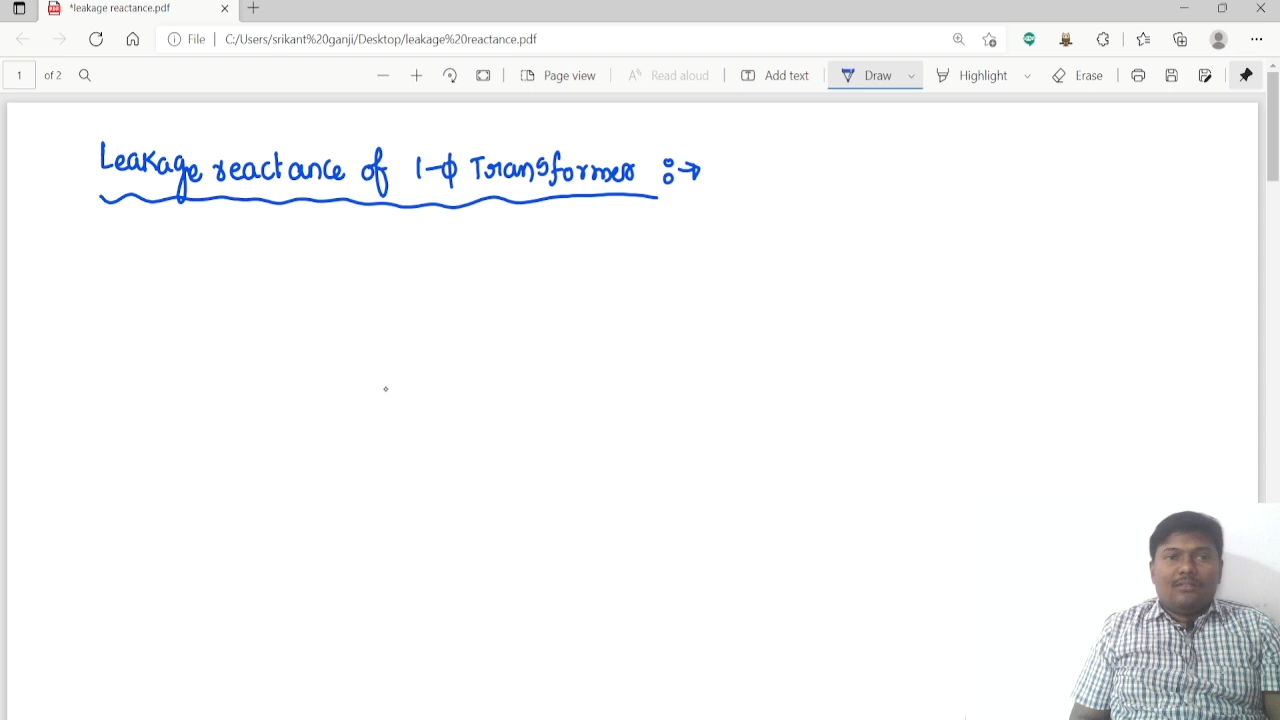 *leakage reactance.pdf
File | C:/Users/srikant%20ganji/Desktop/leakage%20reactance.pdf
1 of 2 Page view Read aloud Add text Draw Highlight Erase
Leakage reactance of 1-ϕ Transformer :→